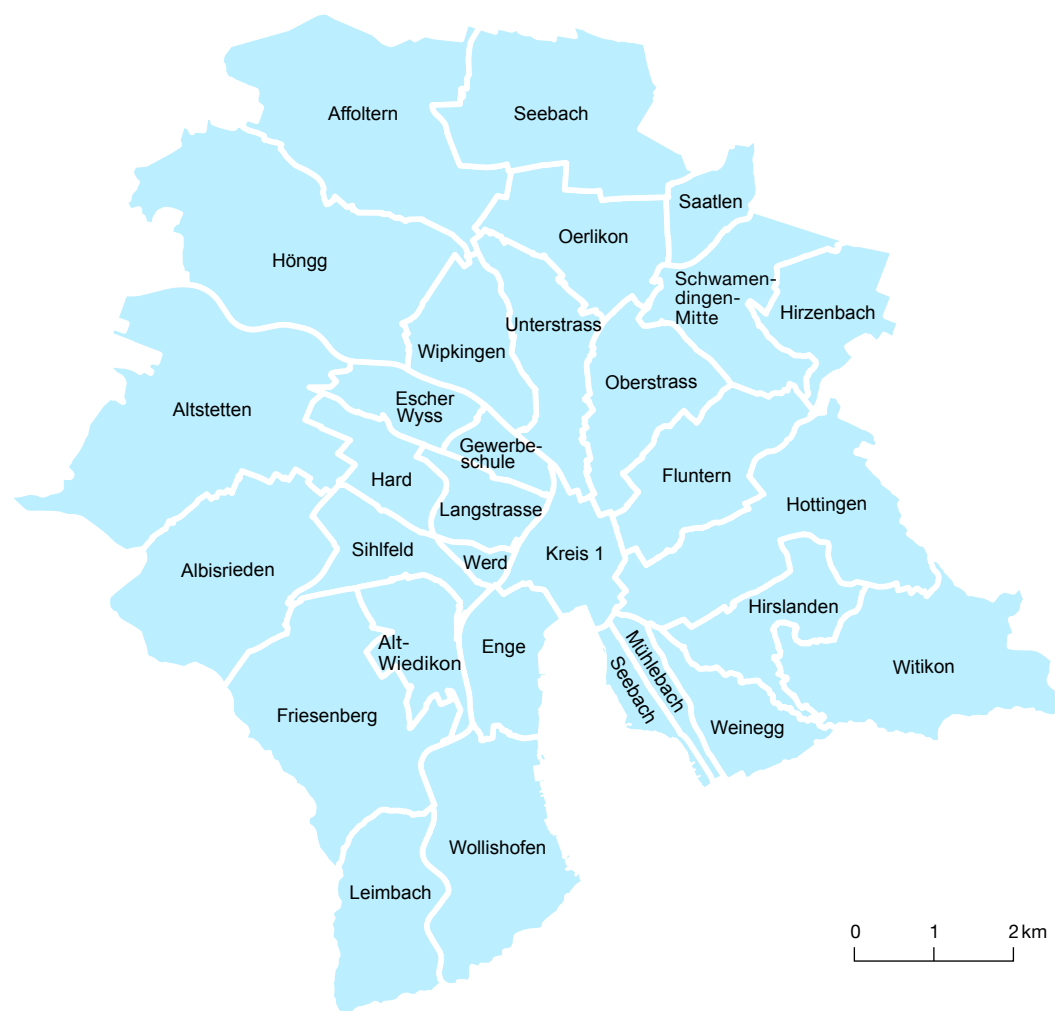 Affoltern
Seebach
Saatlen
Oerlikon
Höngg
Schwamen-
dingen-
Mitte
Hirzenbach
Unterstrass
Wipkingen
Oberstrass
Escher
Wyss
Altstetten
Gewerbe-
schule
Hard
Fluntern
Langstrasse
Hottingen
Sihlfeld
Werd
Kreis 1
Albisrieden
Hirslanden
Alt-
Wiedikon
Enge
Mühlebach
Seebach
Witikon
Friesenberg
Weinegg
Wollishofen
Leimbach
0 1 2 km